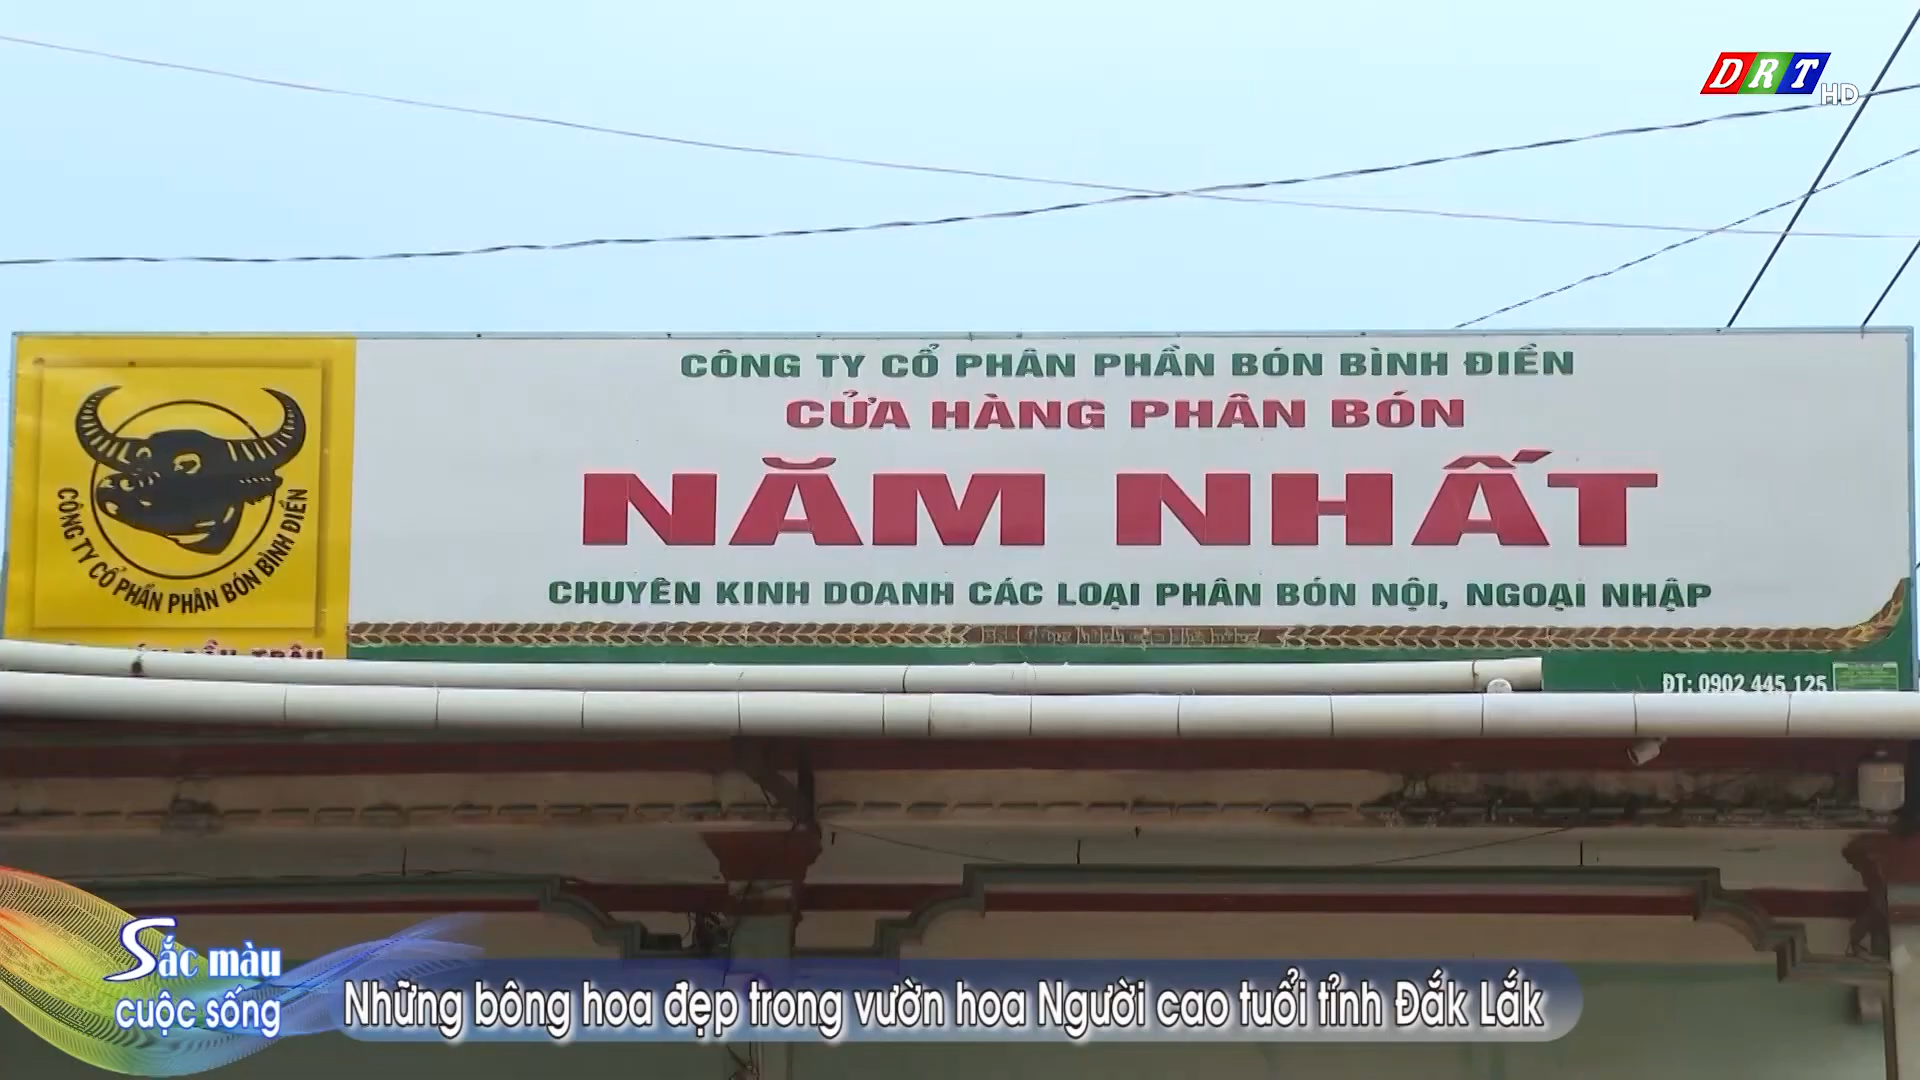 DRT HD
CÔNG TY CỔ PHÂN PHẦN BÓN BÌNH ĐIỀN
CỬA HÀNG PHÂN BÓN
NĂM NHẤT
CHUYÊN KINH DOANH CÁC LOẠI PHÂN BÓN NỘI, NGOẠI NHẬP
CÔNG TY CỔ PHẦN PHÂN BÓN BÌNH ĐIỀN
ĐT: 0902 445 125
Sắc màu
cuộc sống
Những bông hoa đẹp trong vườn hoa Người cao tuổi tỉnh Đắk Lắk